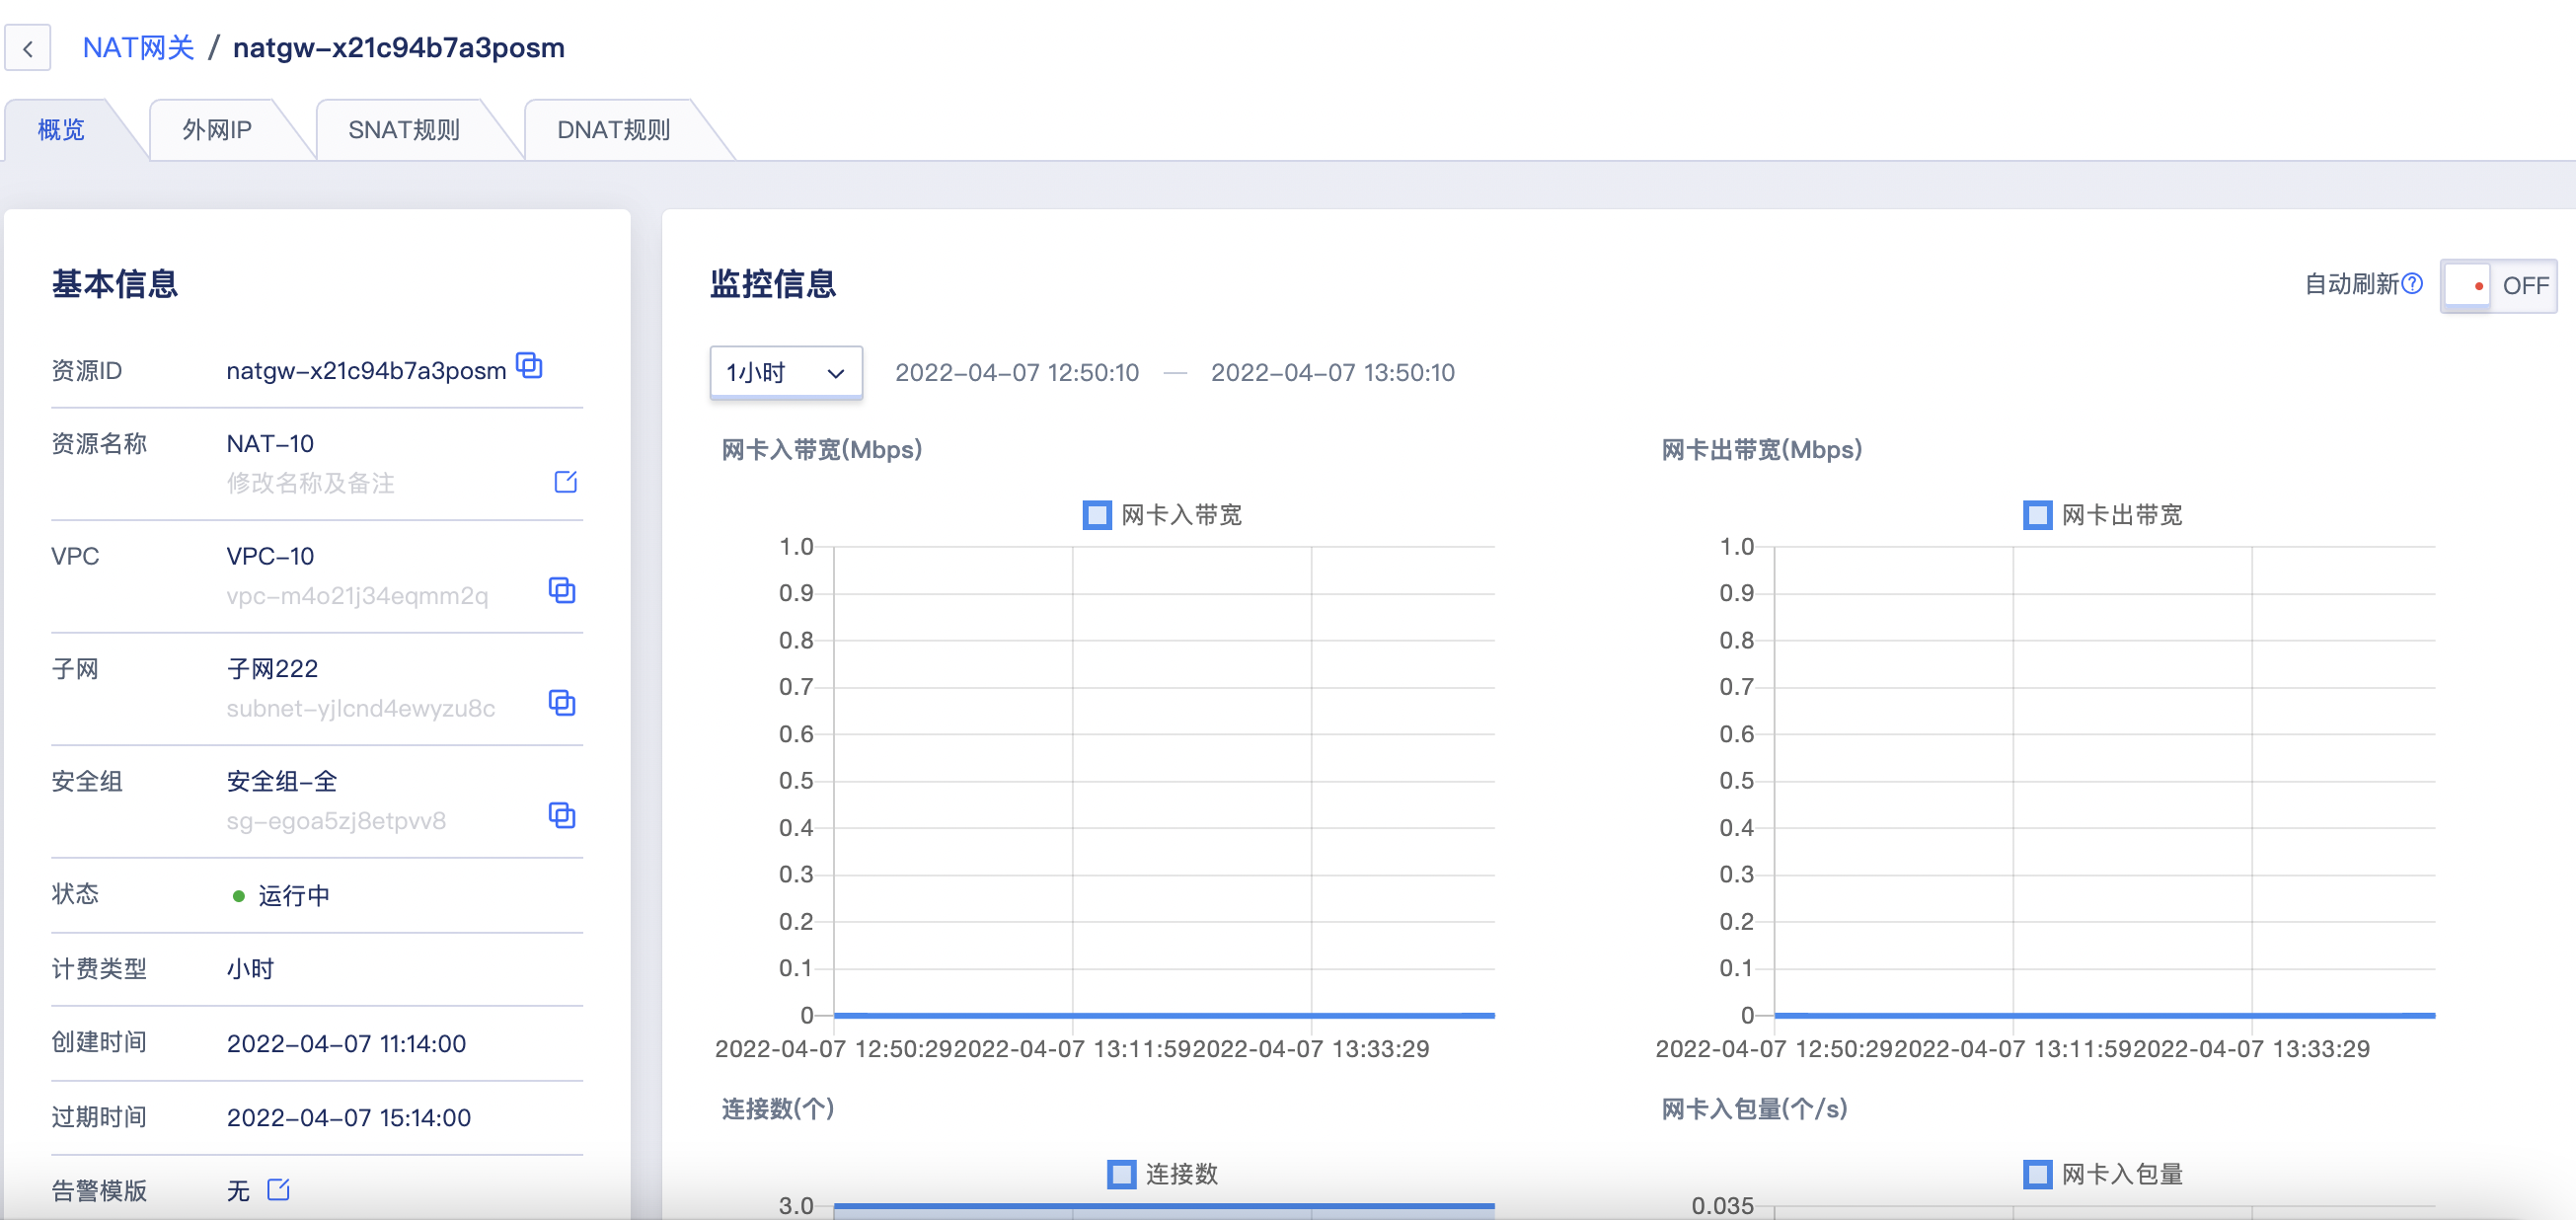 NAT网关 / natgw-x21c94b7a3posm
概览
外网IP
SNAT规则
DNAT规则
基本信息
资源ID natgw-x21c94b7a3posm
资源名称 NAT-10
修改名称及备注
VPC VPC-10
vpc-m4o21j34eqmm2q
子网 子网222
subnet-yjlcnd4ewyzu8c
安全组 安全组-全
sg-egoa5zj8etpvv8
状态 运行中
计费类型 小时
创建时间 2022-04-07 11:14:00
过期时间 2022-04-07 15:14:00
告警模版 无
监控信息
自动刷新 OFF
1小时 2022-04-07 12:50:10 — 2022-04-07 13:50:10
网卡入带宽(Mbps)
网卡入带宽
1.0
0.9
0.8
0.7
0.6
0.5
0.4
0.3
0.2
0.1
0
2022-04-07 12:50:29 2022-04-07 13:11:59 2022-04-07 13:33:29
网卡出带宽(Mbps)
网卡出带宽
1.0
0.9
0.8
0.7
0.6
0.5
0.4
0.3
0.2
0.1
0
2022-04-07 12:50:29 2022-04-07 13:11:59 2022-04-07 13:33:29
连接数(个)
连接数
3.0
网卡入包量(个/s)
网卡入包量
0.035